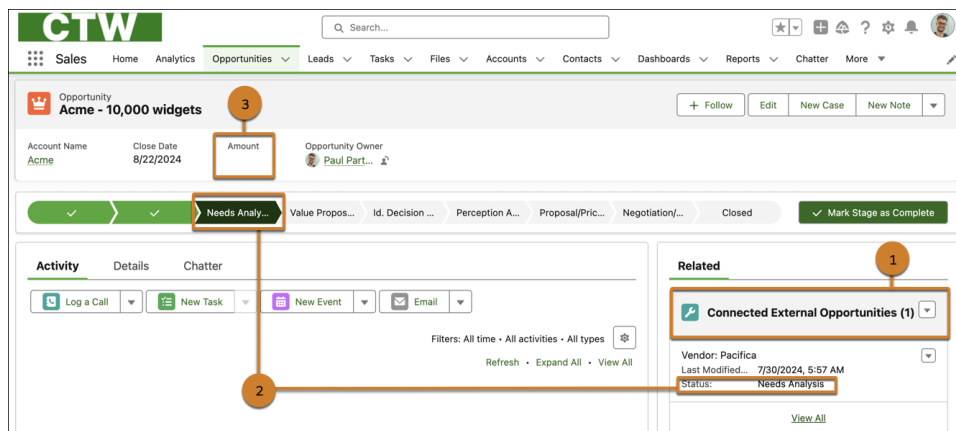 CTW
Search...
Sales Home Analytics Opportunities Leads Tasks Files Accounts Contacts Dashboards Reports Chatter More
Opportunity
Acme - 10,000 widgets
3
+ Follow Edit New Case New Note
Account Name Close Date Amount Opportunity Owner
Acme 8/22/2024 Paul Part...
Needs Analy... Value Propos... Id. Decision ... Perception A... Proposal/Pric... Negotiation/... Closed Mark Stage as Complete
Activity Details Chatter
Related
1
Log a Call New Task New Event Email
Connected External Opportunities (1)
Filters: All time • All activities • All types
Refresh • Expand All • View All
Vendor: Pacifica
Last Modified... 7/30/2024, 5:57 AM
Status: Needs Analysis
2
View All